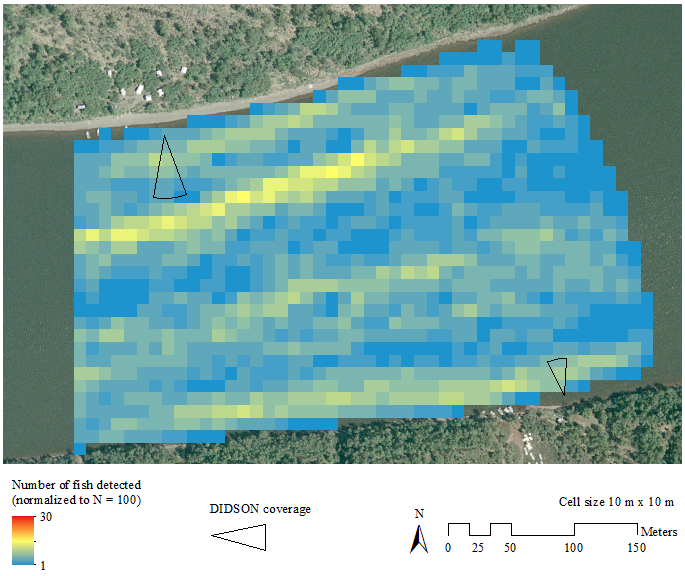 Number of fish detected
(normalized to N = 100)
30
1
DIDSON coverage
N
Cell size 10 m x 10 m
0 25 50 100 150 Meters